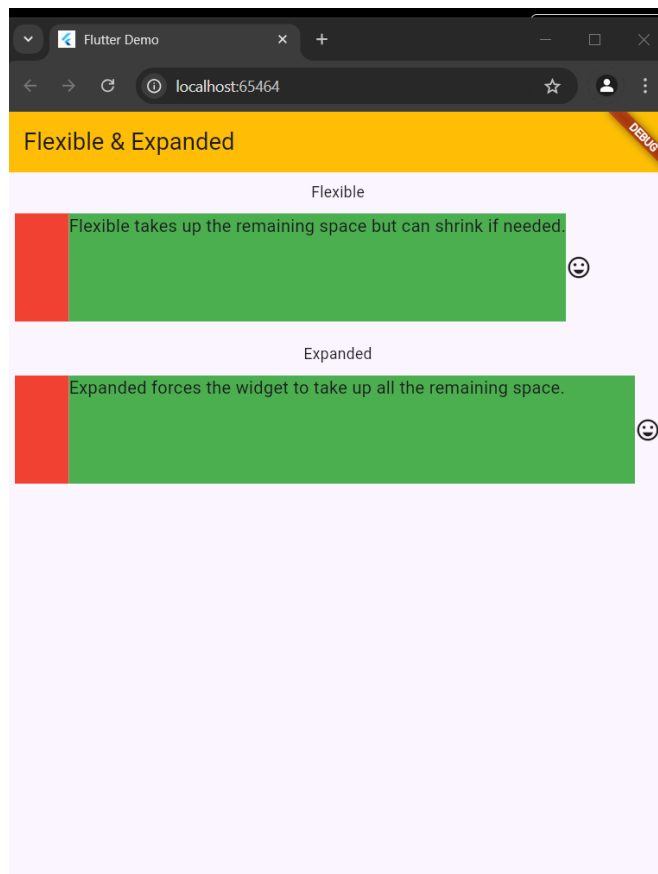 Flutter Demo
localhost:65464
Flexible & Expanded
DEBUG
Flexible
Flexible takes up the remaining space but can shrink if needed.
Expanded
Expanded forces the widget to take up all the remaining space.